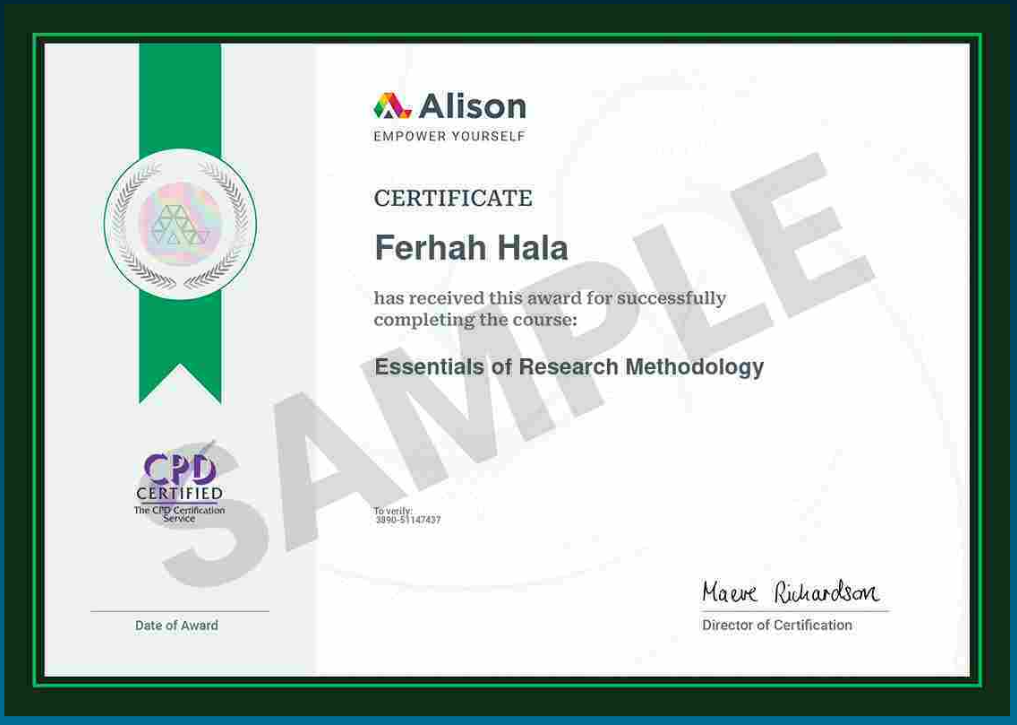 Alison
EMPOWER YOURSELF
CERTIFICATE
Ferhah Hala
has received this award for successfully
completing the course:
Essentials of Research Methodology
SAMPLE
CPD
CERTIFIED
The CPD Certification
Service
To verify:
3890-51147437
Maeve Richardson
Date of Award
Director of Certification